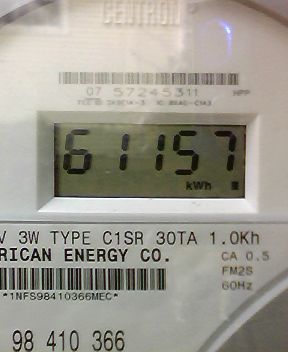 CENTRON
07 57245311 HPP
61157
kWh
V 3W TYPE C1SR 30TA 1.0Kh
RICAN ENERGY CO. CA 0.5
FM2S
60Hz
*1NFS98410366MEC*
98 410 366